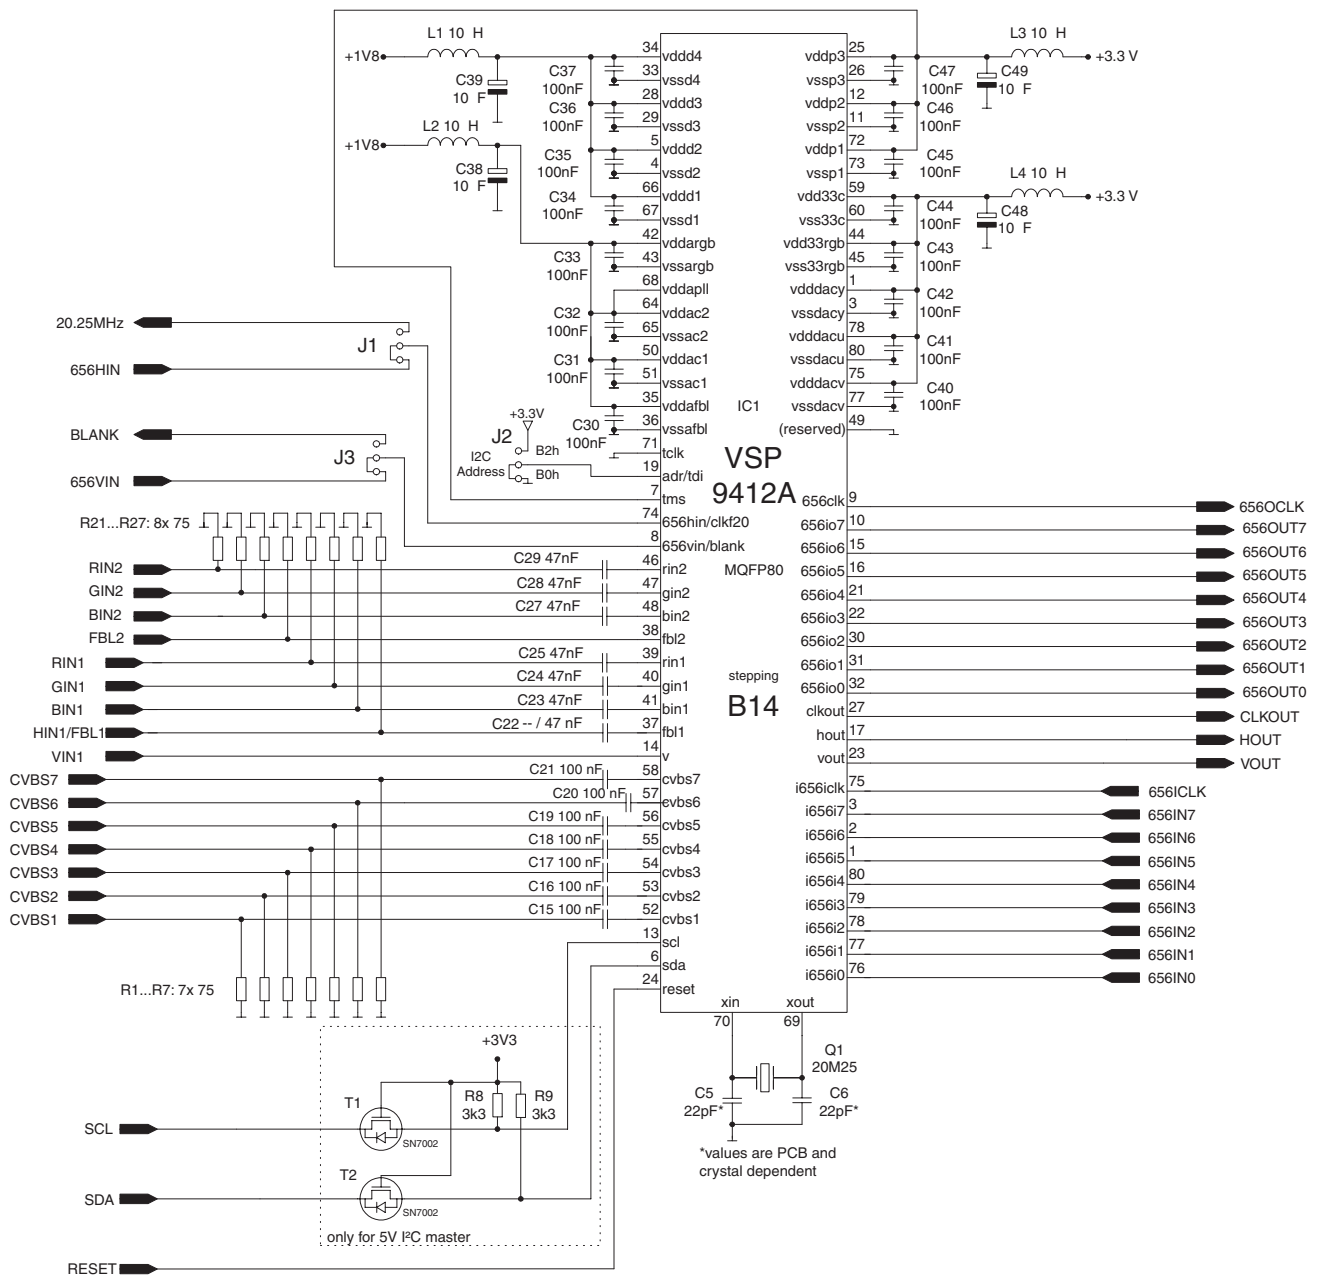 L1 10 H
+1V8
C39
10 F
L2 10 H
+1V8
C38
10 F
C37
100nF
C36
100nF
C35
100nF
C34
100nF
C33
100nF
C32
100nF
C31
100nF
C30
100nF
34 vddd4
33 vssd4
28 vddd3
29 vssd3
5 vddd2
4 vssd2
66 vddd1
67 vssd1
42 vddargb
43 vssargb
68 vddapll
64 vddac2
65 vssac2
50 vddac1
51 vssac1
35 vddafbl
36 vssafbl
71 tclk
19 adr/tdi
7 tms
74 656hin/clkf20
8 656vin/blank
46 rin2
47 gin2
48 bin2
38 fbl2
39 rin1
40 gin1
41 bin1
37 fbl1
14 v
58 cvbs7
57 cvbs6
56 cvbs5
55 cvbs4
54 cvbs3
53 cvbs2
52 cvbs1
13 scl
6 sda
24 reset
IC1
VSP
9412A
MQFP80
stepping
B14
vddp3 25
vssp3 26
vddp2 12
vssp2 11
vddp1 72
vssp1 73
vdd33c 59
vss33c 60
vdd33rgb 44
vss33rgb 45
vdddacy 1
vssdacy 3
vdddacu 78
vssdacu 80
vdddacv 75
vssdacv 77
(reserved) 49
656clk 9
656io7 10
656io6 15
656io5 16
656io4 21
656io3 22
656io2 30
656io1 31
656io0 32
clkout 27
hout 17
vout 23
i656iclk 75
i656i7 3
i656i6 2
i656i5 1
i656i4 80
i656i3 79
i656i2 78
i656i1 77
i656i0 76
xin xout
70 69
C47
100nF
C46
100nF
C45
100nF
C44
100nF
C43
100nF
C42
100nF
C41
100nF
C40
100nF
L3 10 H
+3.3 V
C49
10 F
L4 10 H
+3.3 V
C48
10 F
656OCLK
656OUT7
656OUT6
656OUT5
656OUT4
656OUT3
656OUT2
656OUT1
656OUT0
CLKOUT
HOUT
VOUT
656ICLK
656IN7
656IN6
656IN5
656IN4
656IN3
656IN2
656IN1
656IN0
20.25MHz
J1
656HIN
BLANK
J3
656VIN
+3.3V
J2
I2C
Address
B2h
B0h
R21...R27: 8x 75
RIN2
GIN2
BIN2
FBL2
RIN1
GIN1
BIN1
HIN1/FBL1
VIN1
CVBS7
CVBS6
CVBS5
CVBS4
CVBS3
CVBS2
CVBS1
C29 47nF
C28 47nF
C27 47nF
C25 47nF
C24 47nF
C23 47nF
C22 -- / 47 nF
C21 100 nF
C20 100 nF
C19 100 nF
C18 100 nF
C17 100 nF
C16 100 nF
C15 100 nF
R1...R7: 7x 75
+3V3
R8
3k3
R9
3k3
T1
SN7002
T2
SN7002
SCL
SDA
only for 5V I²C master
RESET
Q1
20M25
C5
22pF*
C6
22pF*
*values are PCB and
crystal dependent